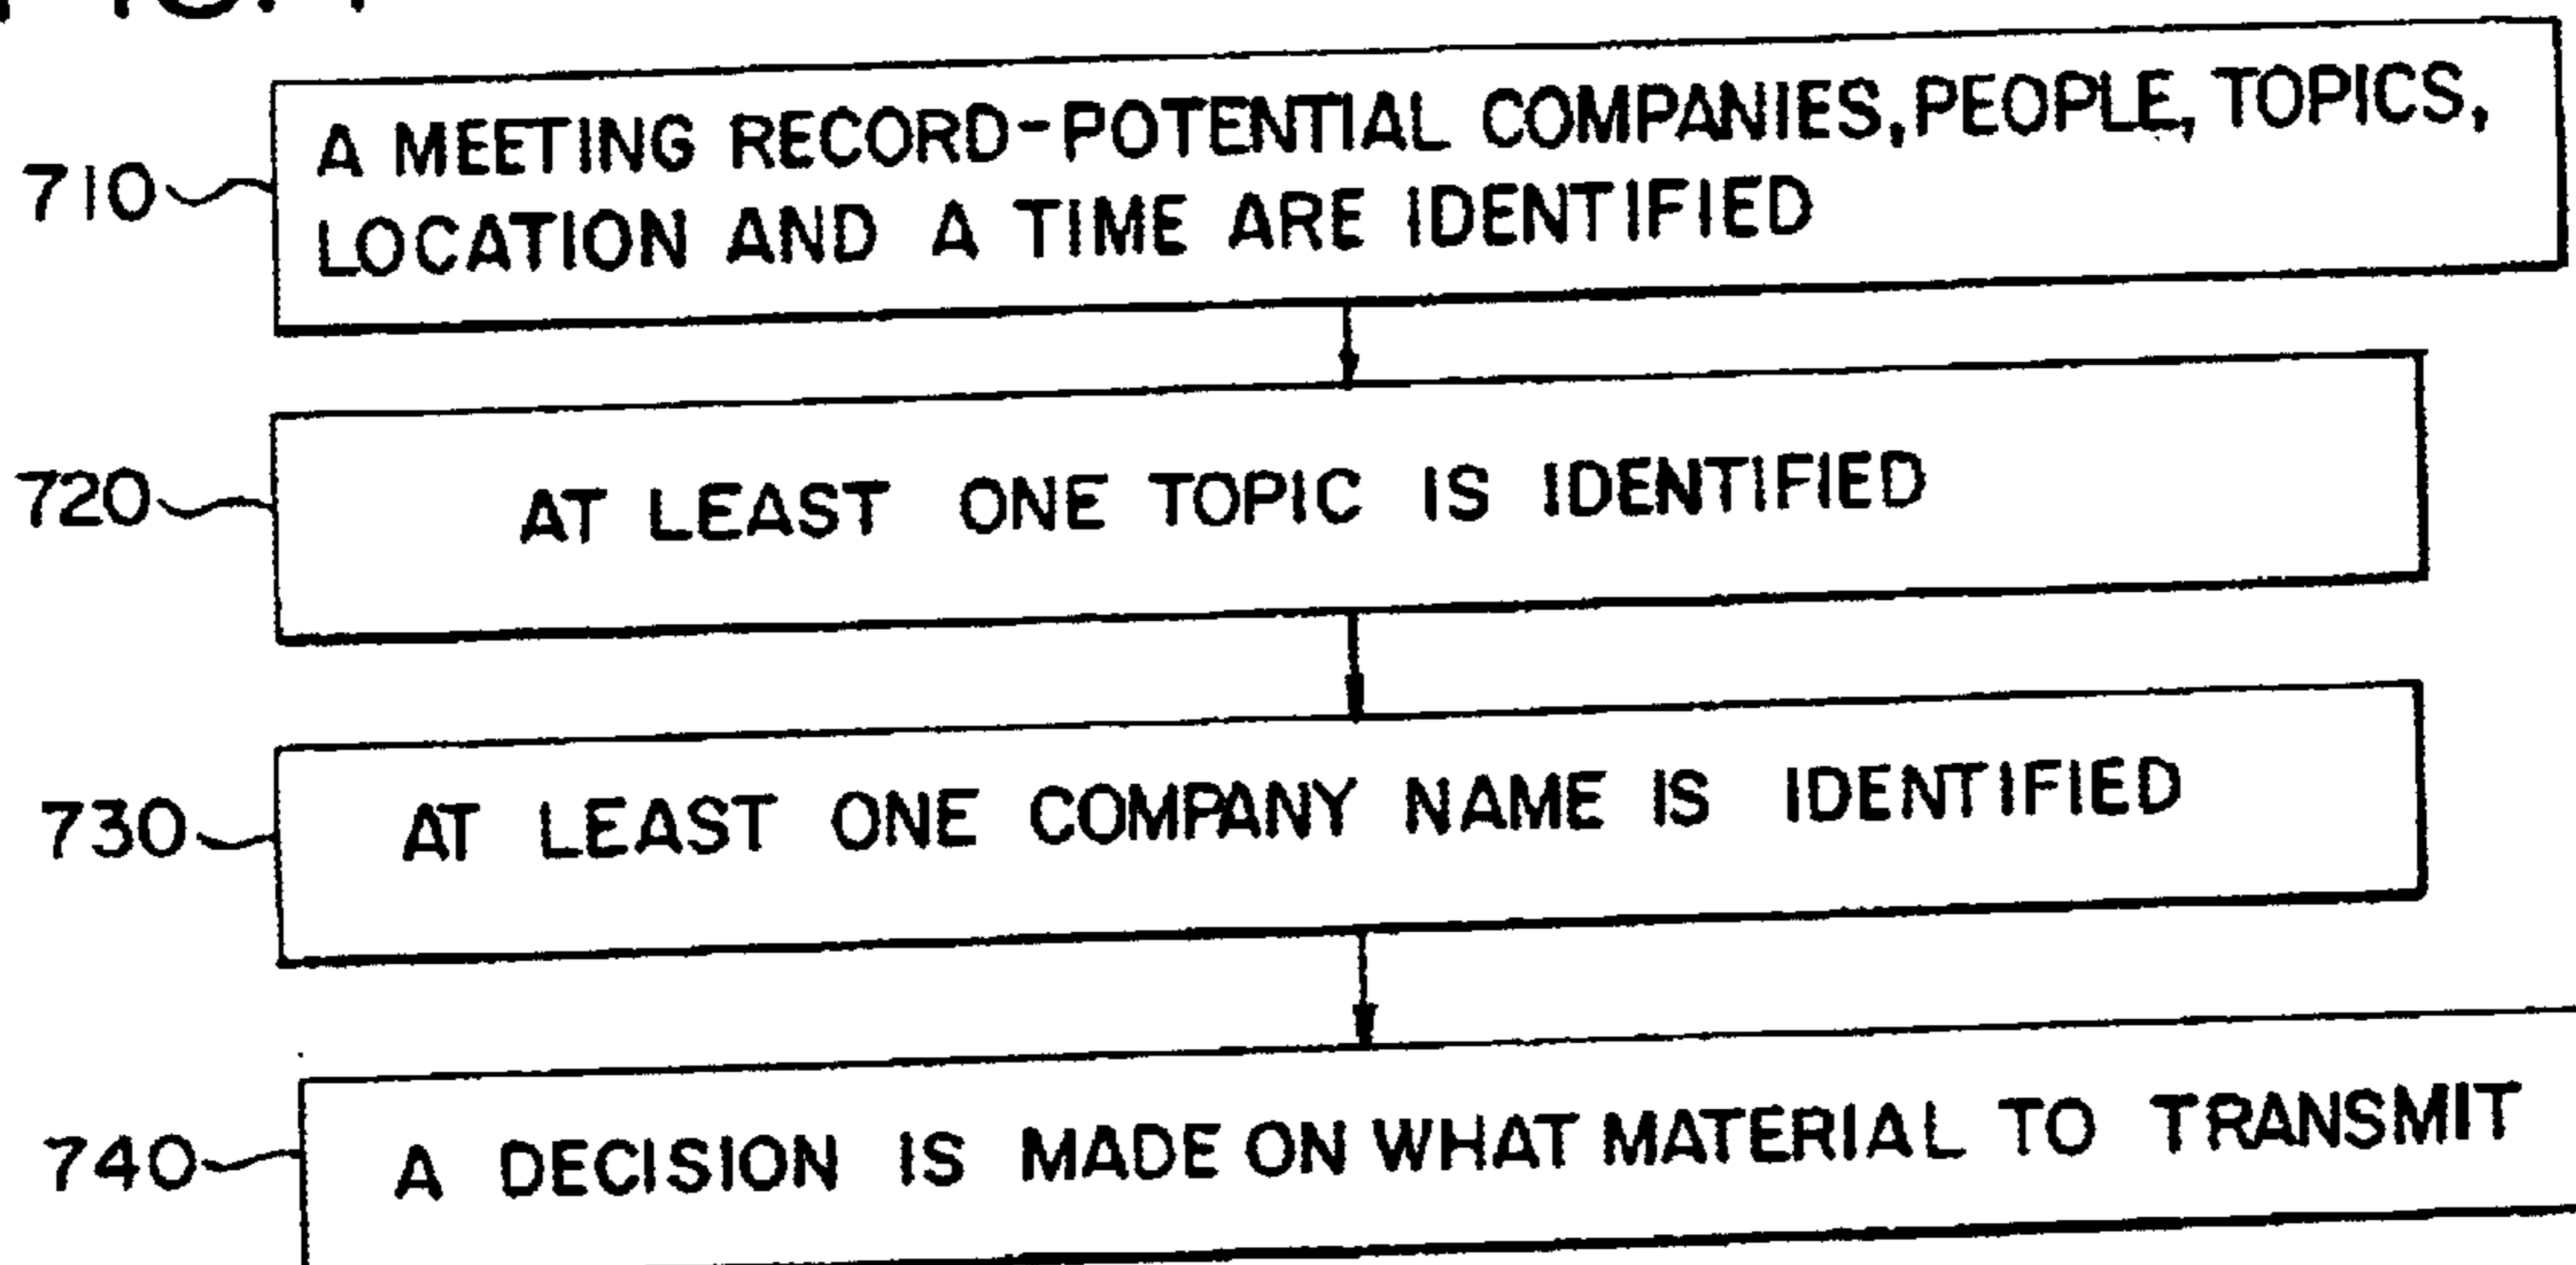 710
A MEETING RECORD-POTENTIAL COMPANIES, PEOPLE, TOPICS,
LOCATION AND A TIME ARE IDENTIFIED
720
AT LEAST ONE TOPIC IS IDENTIFIED
730
AT LEAST ONE COMPANY NAME IS IDENTIFIED
740
A DECISION IS MADE ON WHAT MATERIAL TO TRANSMIT